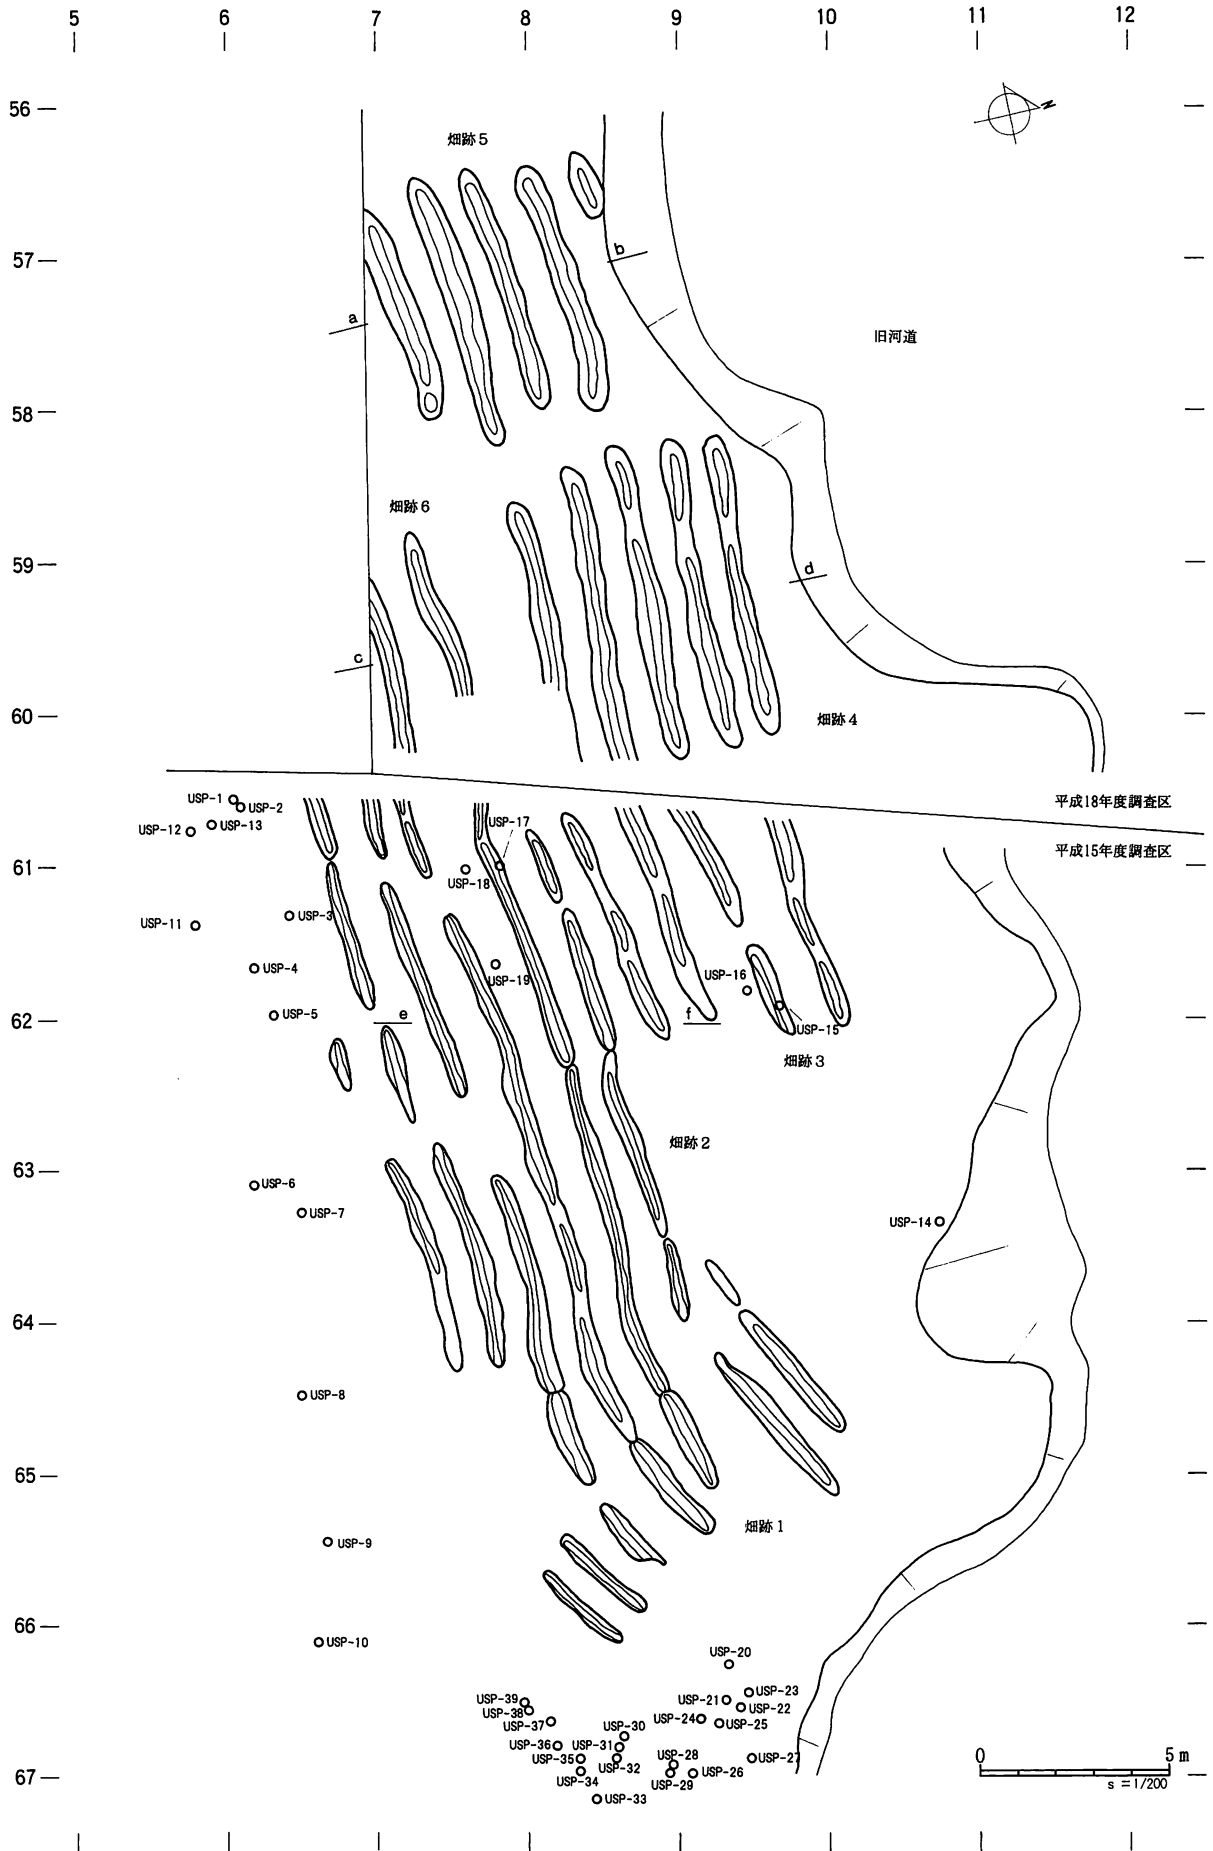 5 6 7 8 9 10 11 12
56
N
畑跡5
b
57
a
旧河道
58
畑跡6
59
d
c
60
畑跡4
平成18年度調査区
USP-1
USP-2
USP-12
USP-13
USP-17
平成15年度調査区
61
USP-18
USP-11
USP-3
USP-4
USP-19
USP-16
USP-5
62
e
f
USP-15
畑跡3
畑跡2
63
USP-6
USP-7
USP-14
64
USP-8
65
畑跡1
USP-9
66
USP-10
USP-20
USP-39
USP-38
USP-37
USP-21
USP-23
USP-22
USP-24
USP-25
USP-30
USP-36
USP-31
USP-35
USP-32
USP-28
USP-27
USP-34
USP-29
USP-26
67
USP-33
0 5m
s=1/200